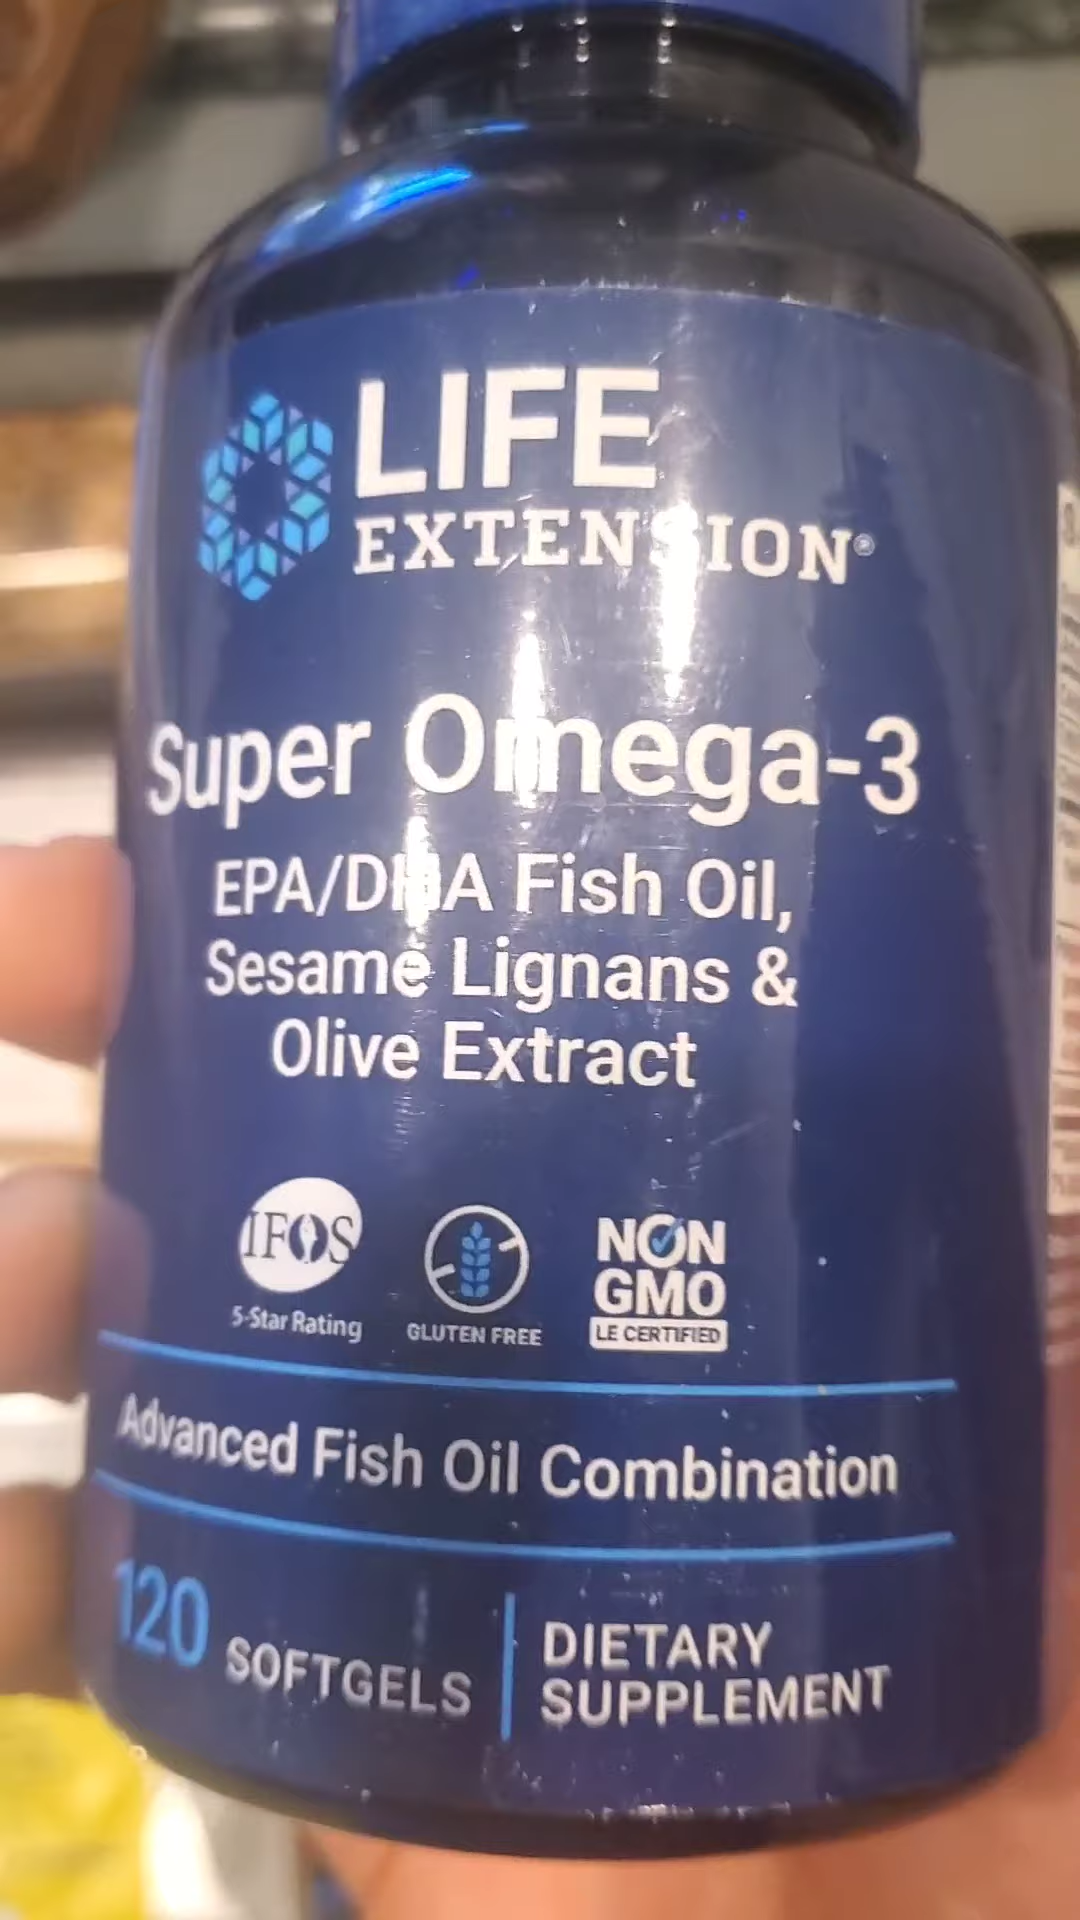 LIFE
EXTENSION®
Super Omega-3
EPA/DHA Fish Oil,
Sesame Lignans &
Olive Extract
IFOS
5-Star Rating
GLUTEN FREE
NON
GMO
LE CERTIFIED
Advanced Fish Oil Combination
120 SOFTGELS
DIETARY
SUPPLEMENT